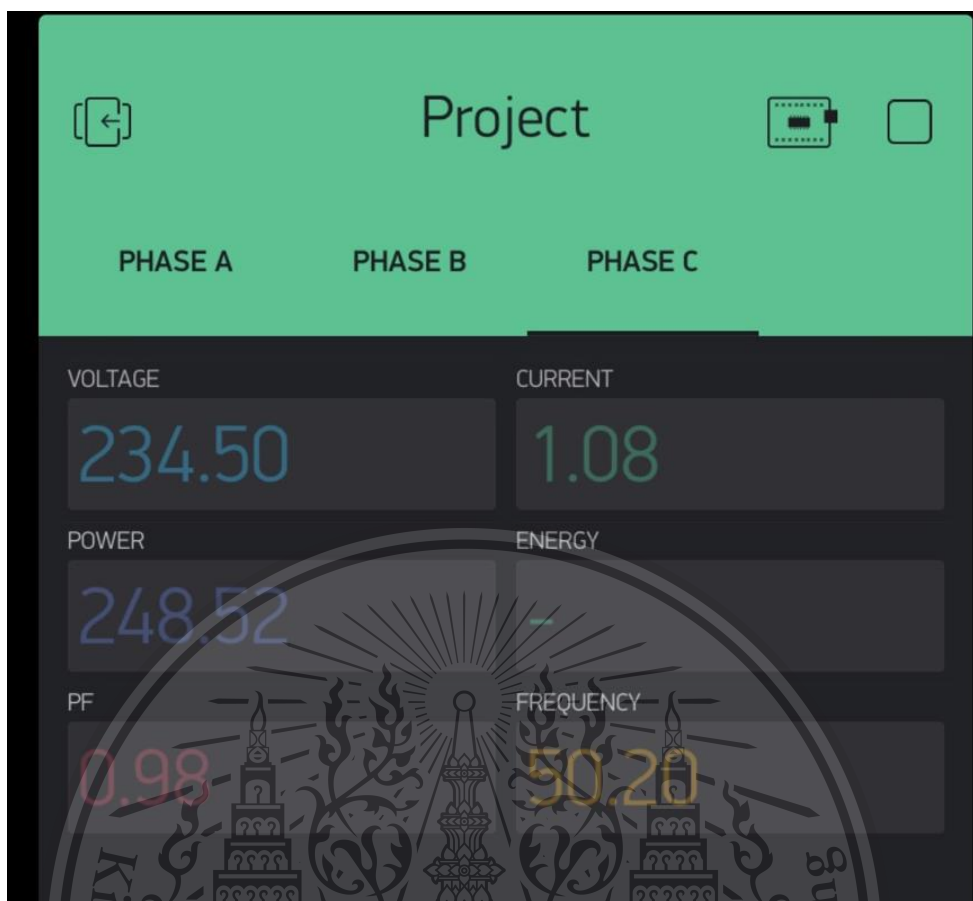 Project
PHASE A PHASE B PHASE C
VOLTAGE CURRENT
234.50 1.08
POWER ENERGY
248.52 -
PF FREQUENCY
0.98 50.20